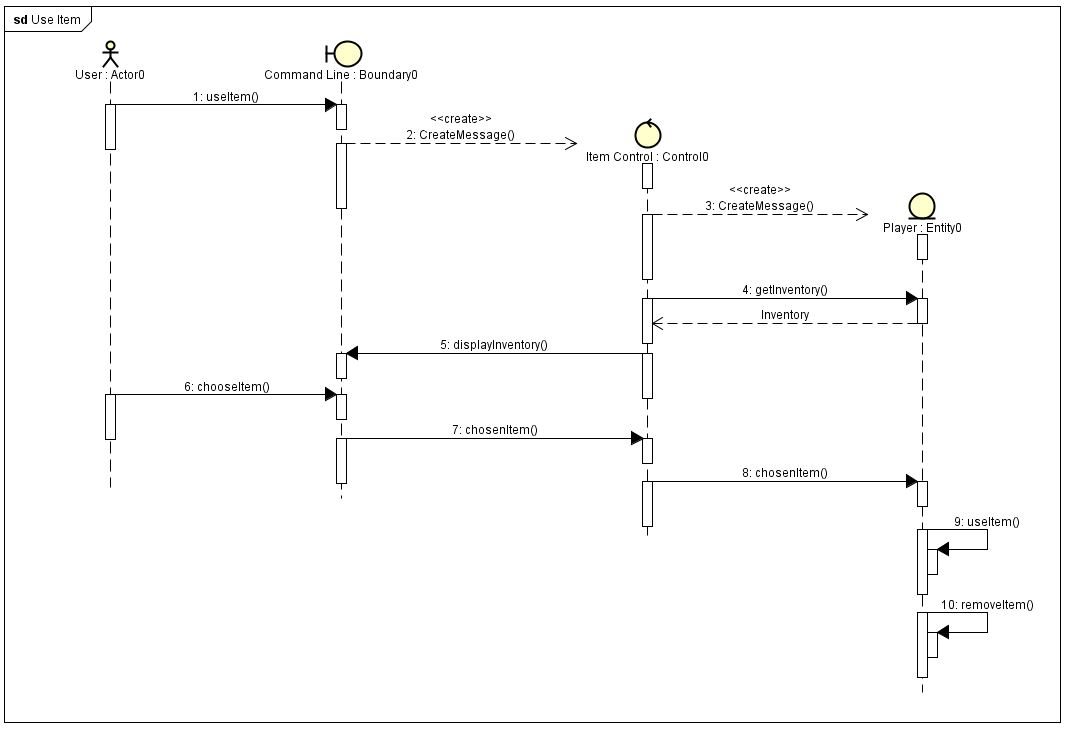 sd Use Item
User : Actor0
Command Line : Boundary0
1: useItem()
<<create>>
2: CreateMessage()
Item Control : Control0
<<create>>
3: CreateMessage()
Player : Entity0
4: getInventory()
Inventory
5: displayInventory()
6: chooseItem()
7: chosenItem()
8: chosenItem()
9: useItem()
10: removeItem()